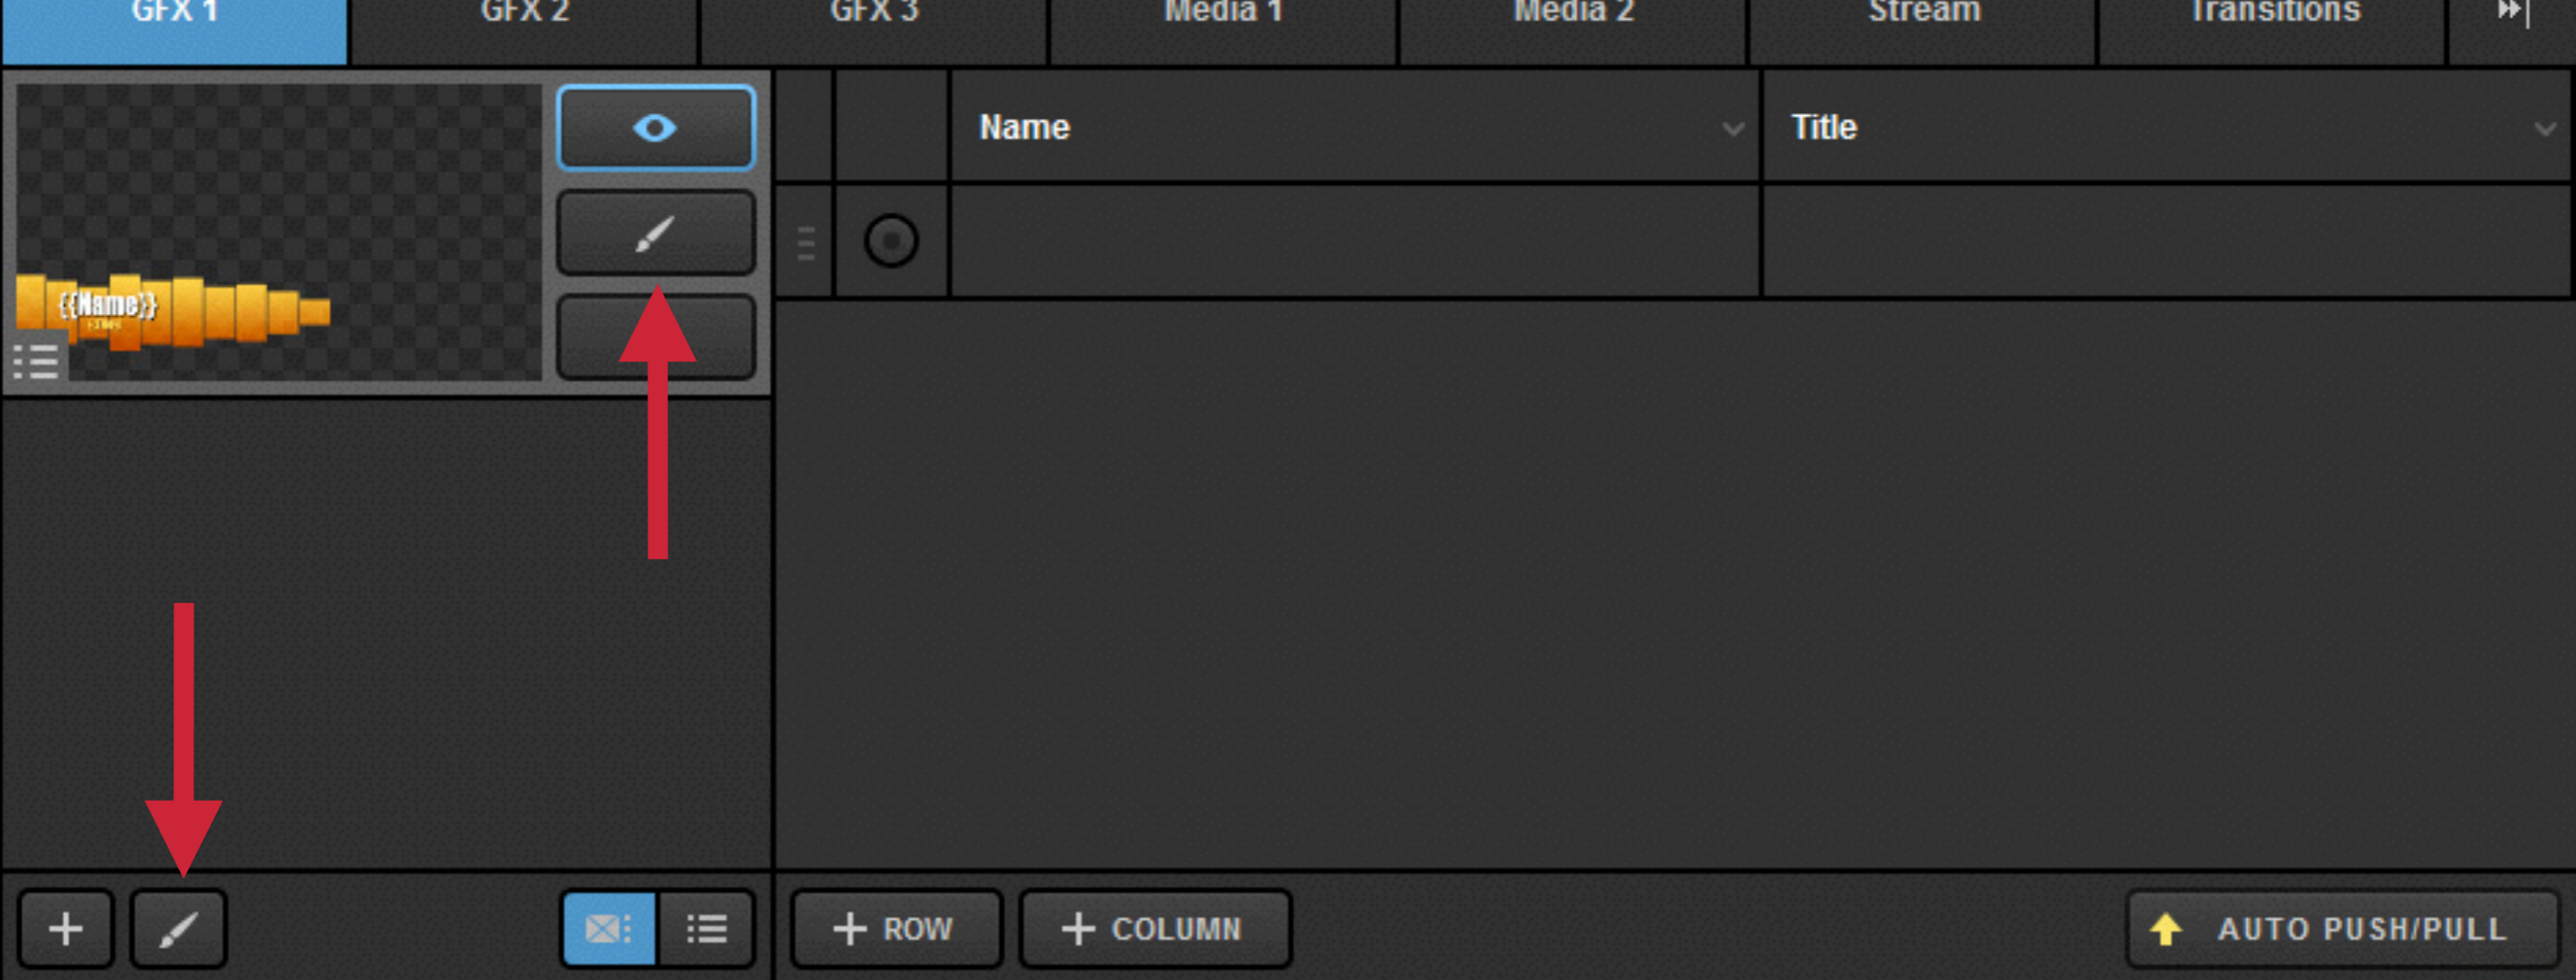 GFX 1
GFX 2
GFX 3
Media 1
Media 2
Stream
Transitions
Name
Title
{{Name}}
ROW
COLUMN
AUTO PUSH/PULL